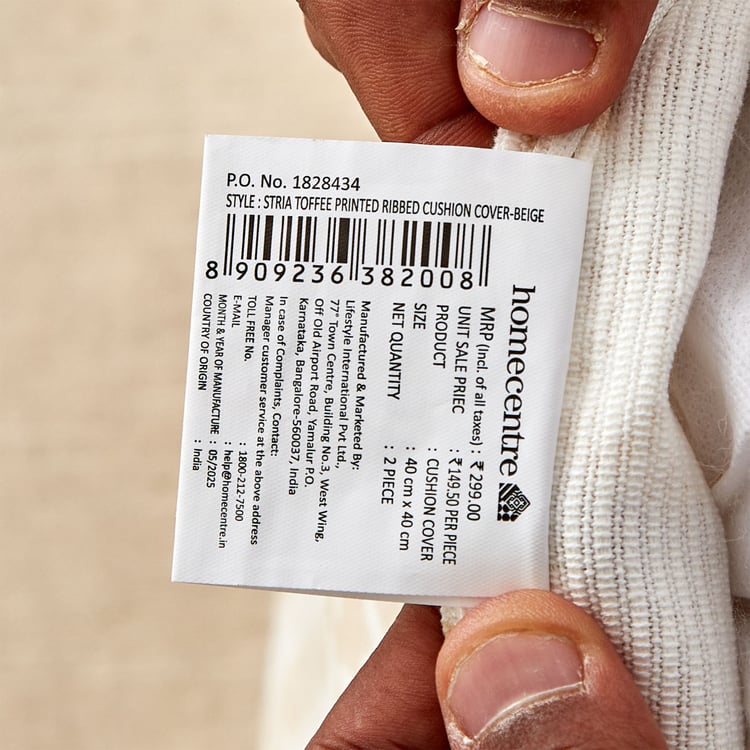 P.O. No. 1828434
STYLE : STRIA TOFFEE PRINTED RIBBED CUSHION COVER-BEIGE
8 909236 382008
homecentre
MRP (Incl. of all taxes) : ₹ 299.00
UNIT SALE PRIEC : ₹ 149.50 PER PIECE
PRODUCT : CUSHION COVER
SIZE : 40 cm x 40 cm
NET QUANTITY : 2 PIECE
Manufactured & Marketed By:
Lifestyle International Pvt Ltd.,
77° Town Centre, Building No.3, West Wing,
Off Old Airport Road, Yamalur P.O.
Karnataka, Bangalore-560037, India
In case of Complaints, Contact:
Manager customer service at the above address
TOLL FREE No. : 1800-212-7500
E-MAIL : help@homecentre.in
MONTH & YEAR OF MANUFACTURE : 05/2025
COUNTRY OF ORIGIN : India